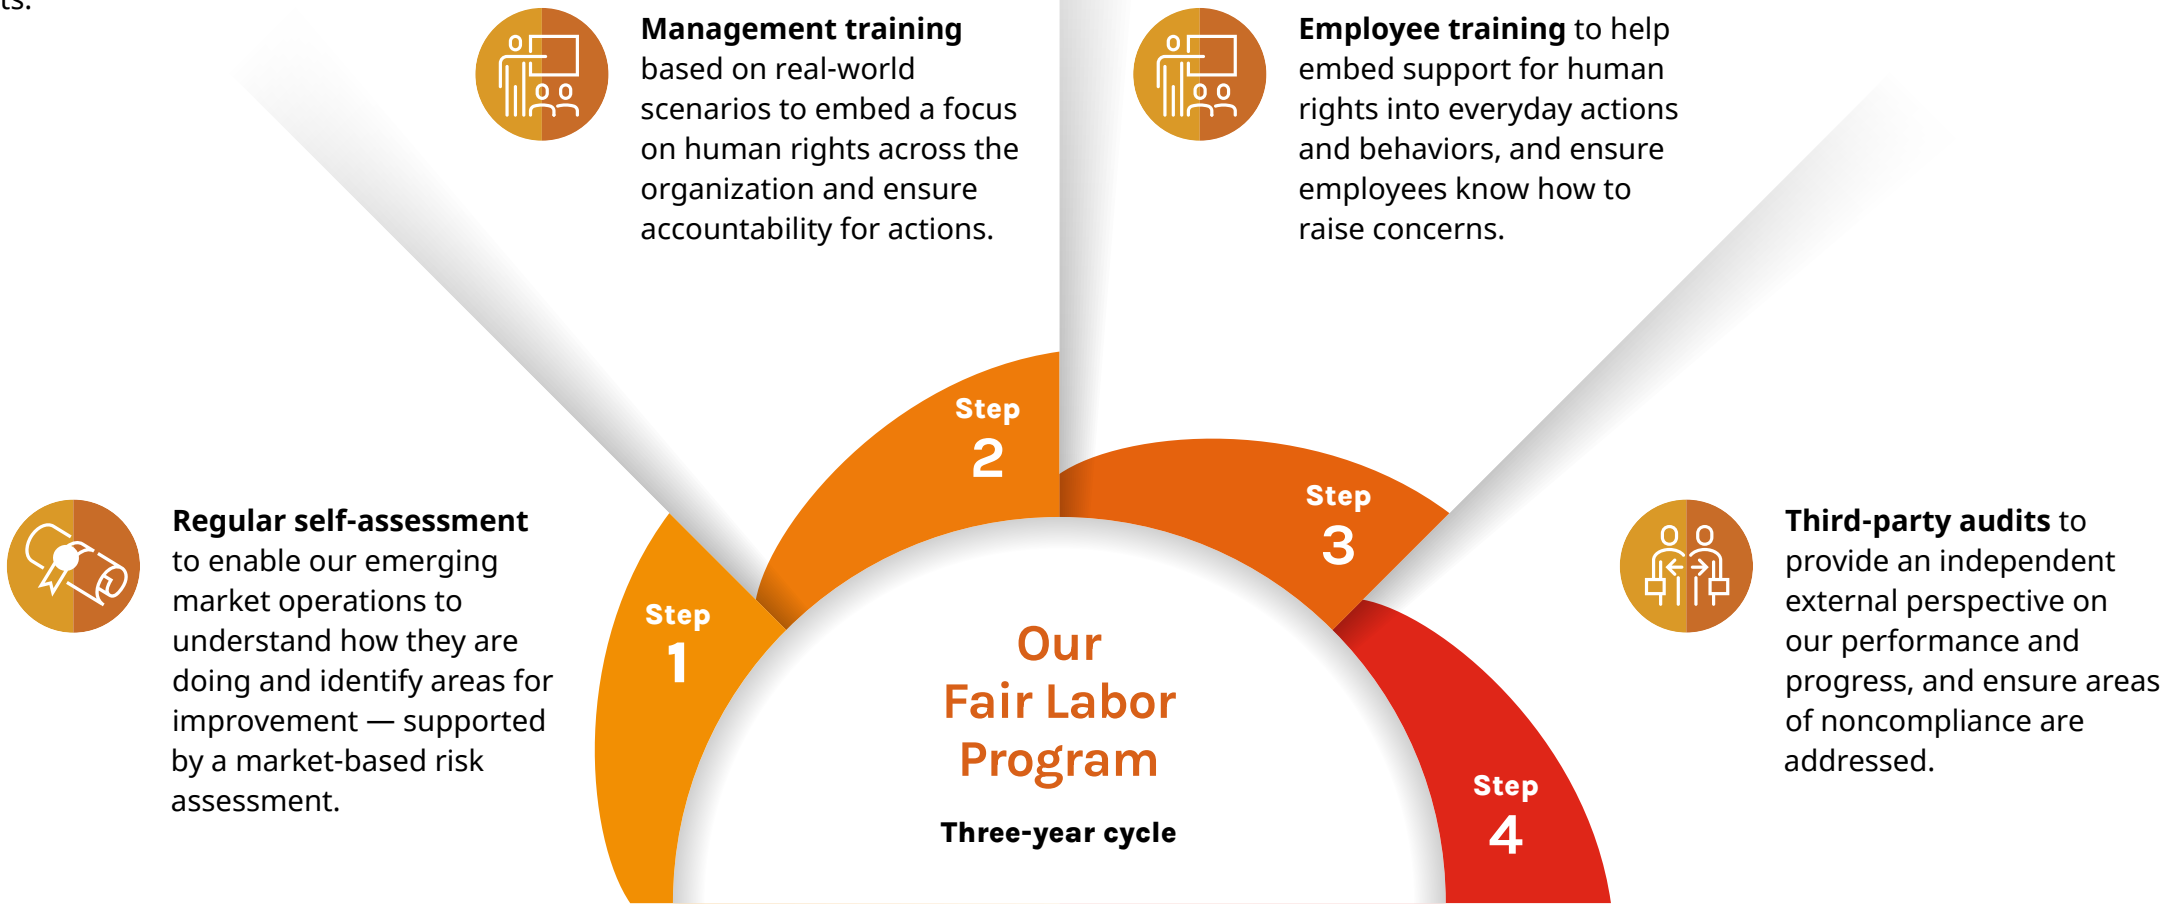 ts.
Management training
based on real-world
scenarios to embed a focus
on human rights across the
organization and ensure
accountability for actions.
Employee training to help
embed support for human
rights into everyday actions
and behaviors, and ensure
employees know how to
raise concerns.
Regular self-assessment
to enable our emerging
market operations to
understand how they are
doing and identify areas for
improvement — supported
by a market-based risk
assessment.
Step
1
Step
2
Step
3
Step
4
Our
Fair Labor
Program
Three-year cycle
Third-party audits to
provide an independent
external perspective on
our performance and
progress, and ensure areas
of noncompliance are
addressed.